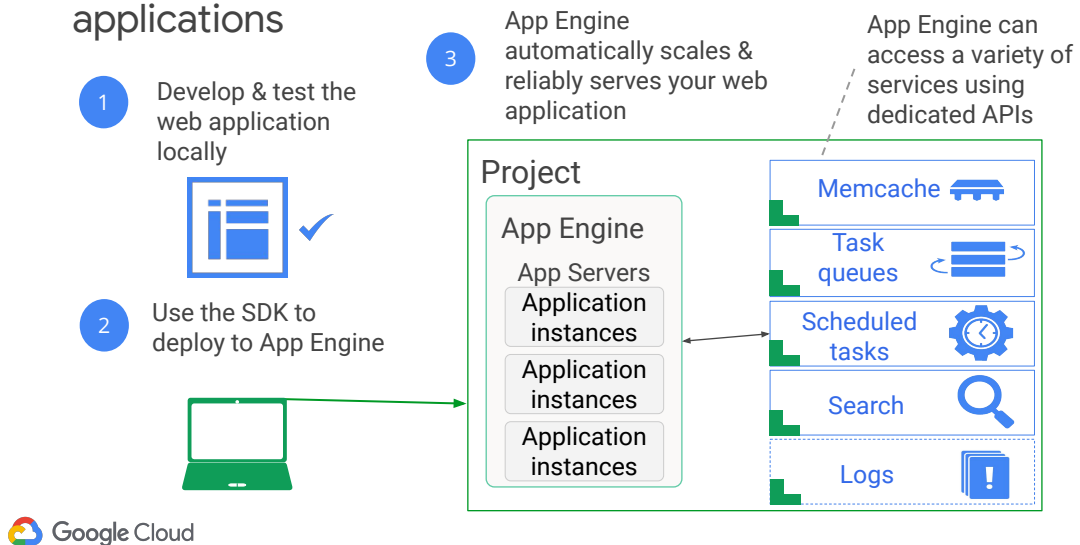 applications
1
Develop & test the
web application
locally
2
Use the SDK to
deploy to App Engine
3
App Engine
automatically scales &
reliably serves your web
application
App Engine can
access a variety of
services using
dedicated APIs
Project
App Engine
App Servers
Application
instances
Application
instances
Application
instances
Memcache
Task
queues
Scheduled
tasks
Search
Logs
!
Google Cloud